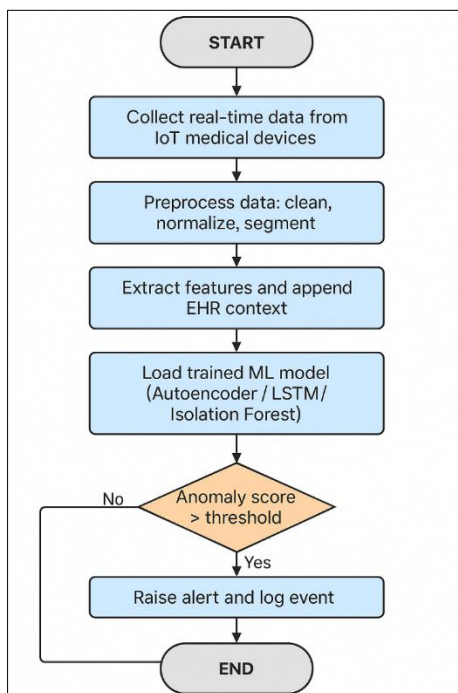 START
Collect real-time data from
IoT medical devices
Preprocess data: clean,
normalize, segment
Extract features and append
EHR context
Load trained ML model
(Autoencoder / LSTM/
Isolation Forest)
No
Anomaly score
> threshold
Yes
Raise alert and log event
END